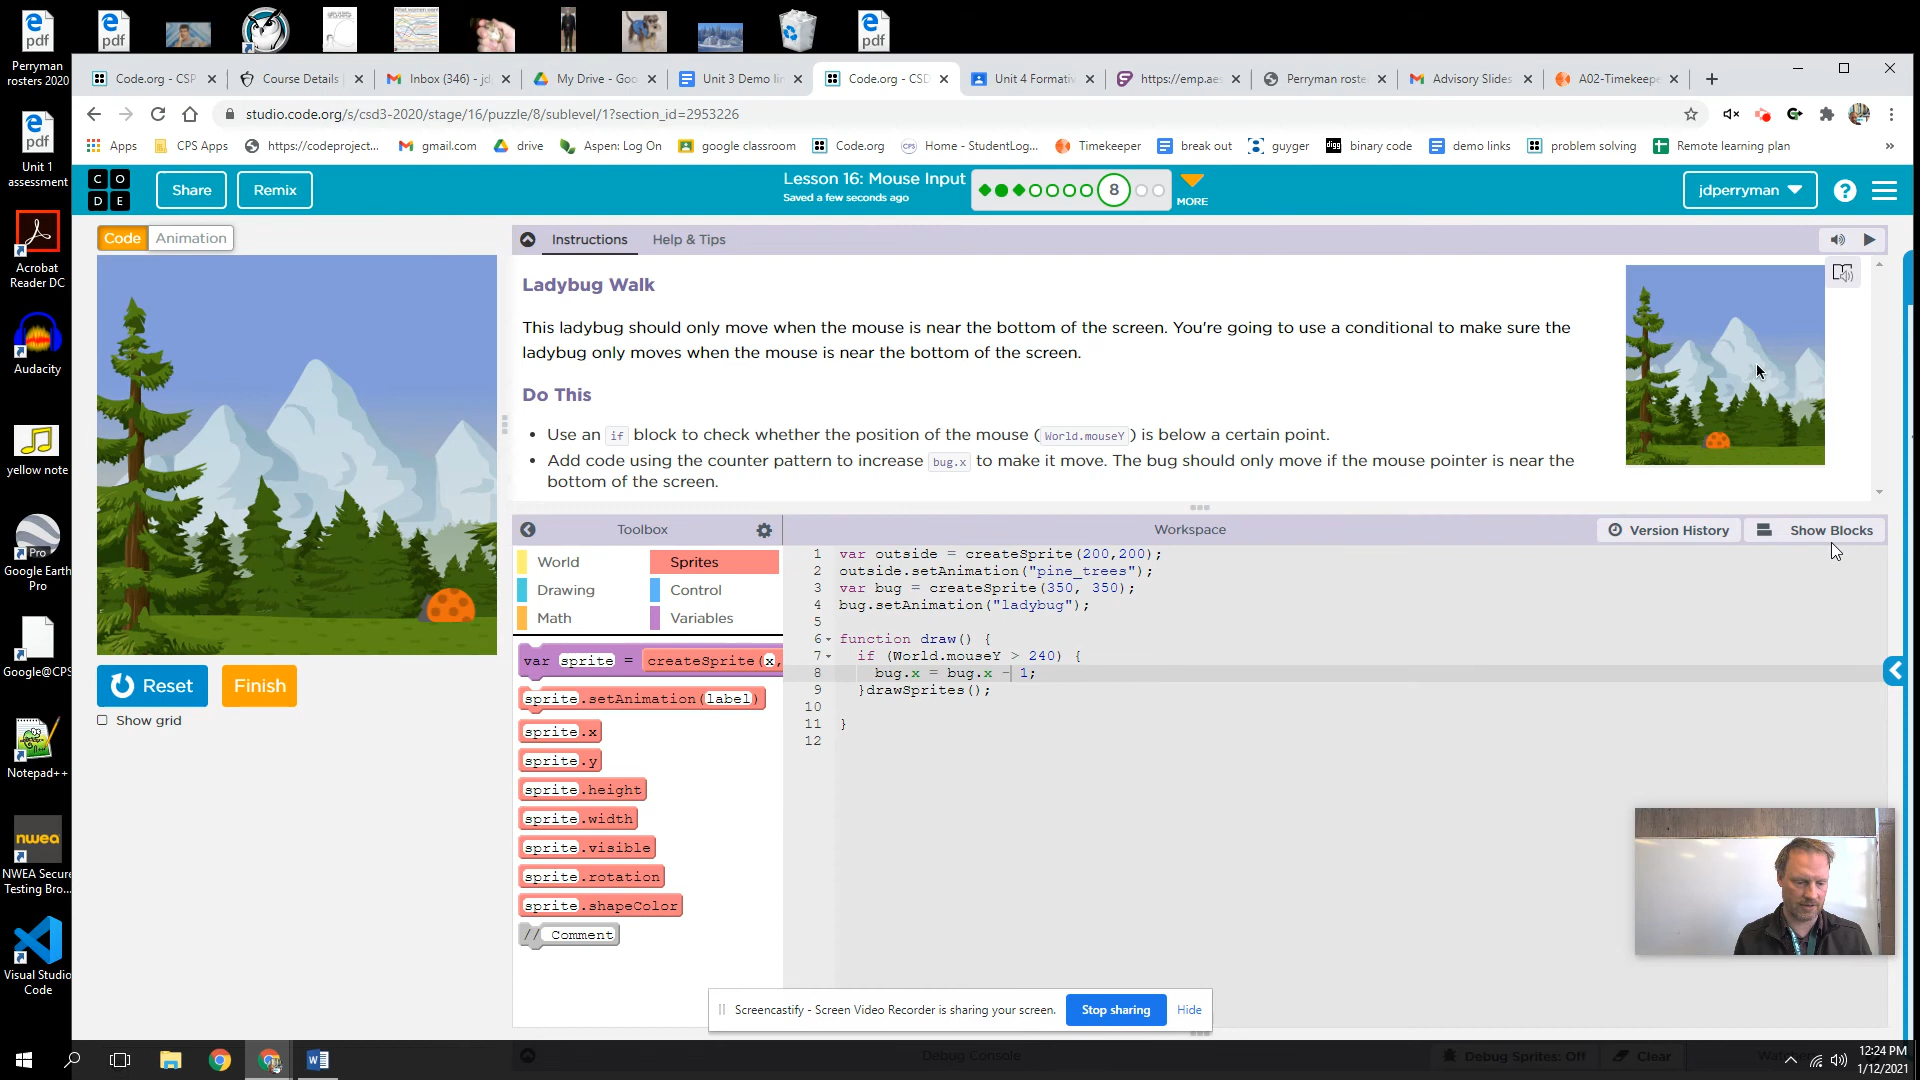 Perryman
rosters 2020
Unit 1
assessment
Acrobat
Reader DC
Audacity
yellow note
Google Earth
Pro
Google@CPS
Notepad++
NWEA Secure
Testing Bro...
Visual Studio
Code
Code.org - CSP
Course Details
Inbox (346) - jd
My Drive - Goo
Unit 3 Demo lin
Code.org - CSD
Unit 4 Formativ
https://emp.aes
Perryman roste
Advisory Slides
A02-Timekeepe
studio.code.org/s/csd3-2020/stage/16/puzzle/8/sublevel/1?section_id=2953226
Apps
CPS Apps
https://codeproject...
gmail.com
drive
Aspen: Log On
google classroom
Code.org
Home - StudentLog...
Timekeeper
break out
guyger
binary code
demo links
problem solving
Remote learning plan
CODE
Share
Remix
Lesson 16: Mouse Input
Saved a few seconds ago
8
MORE
jdperryman
Code
Animation
Instructions
Help & Tips
Ladybug Walk
This ladybug should only move when the mouse is near the bottom of the screen. You're going to use a conditional to make sure the
ladybug only moves when the mouse is near the bottom of the screen.
Do This
Use an if block to check whether the position of the mouse (World.mouseY) is below a certain point.
Add code using the counter pattern to increase bug.x to make it move. The bug should only move if the mouse pointer is near the
bottom of the screen.
Toolbox
Workspace
Version History
Show Blocks
World
Sprites
Drawing
Control
Math
Variables
var sprite = createSprite(x,
sprite.setAnimation(label)
sprite.x
sprite.y
sprite.height
sprite.width
sprite.visible
sprite.rotation
sprite.shapeColor
// Comment
1 var outside = createSprite(200,200);
2 outside.setAnimation("pine_trees");
3 var bug = createSprite(350, 350);
4 bug.setAnimation("ladybug");
5
6 function draw() {
7 if (World.mouseY > 240) {
8 bug.x = bug.x - 1;
9 }drawSprites();
10
11 }
12
Reset
Finish
Show grid
Screencastify - Screen Video Recorder is sharing your screen.
Stop sharing
Hide
Debug Console
Debug Sprites: Off
Clear
12:24 PM
1/12/2021